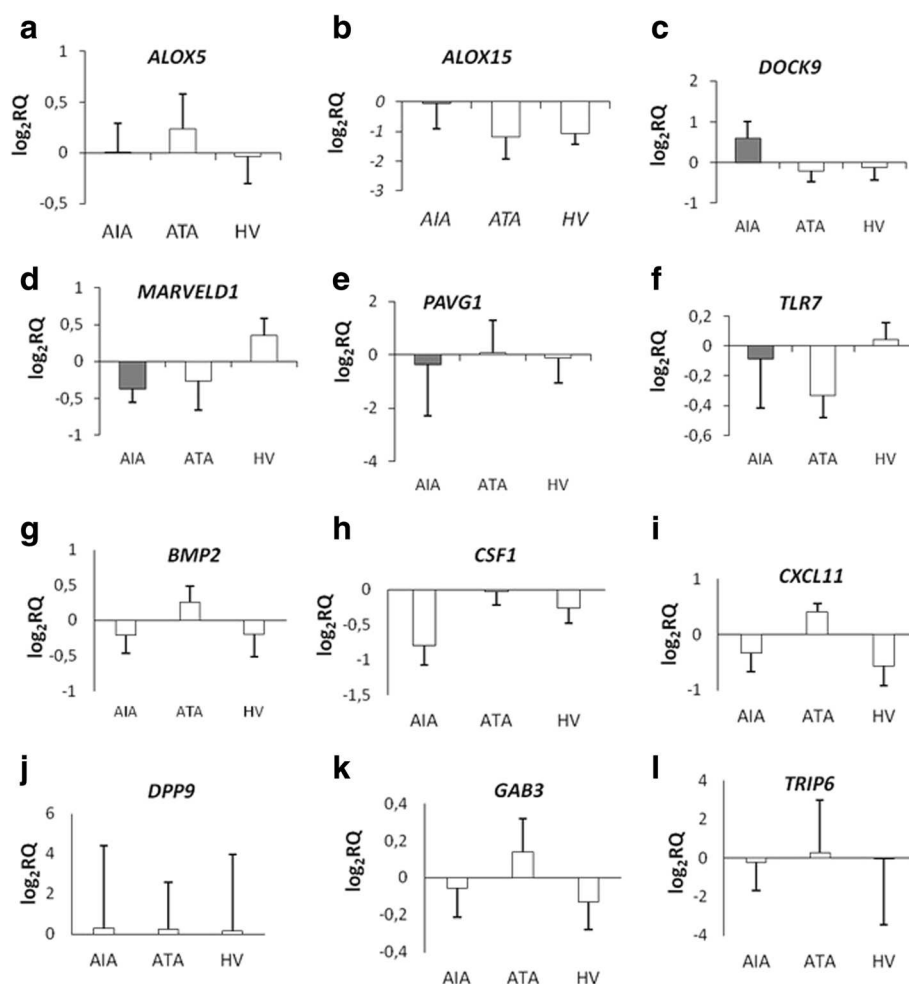 a
b
c
ALOX5
ALOX15
DOCK9
log2RQ
1
0,5
0
-0,5
AIA ATA HV
log2RQ
0
-1
-2
-3
AIA ATA HV
log2RQ
2
1
0
-1
AIA ATA HV
d
e
f
MARVELD1
PAVG1
TLR7
log2RQ
1
0,5
0
-0,5
-1
AIA ATA HV
log2RQ
2
0
-2
-4
AIA ATA HV
log2RQ
0,2
0
-0,2
-0,4
-0,6
AIA ATA HV
g
h
i
BMP2
CSF1
CXCL11
log2RQ
1
0,5
0
-0,5
-1
AIA ATA HV
log2RQ
0
-0,5
-1
-1,5
AIA ATA HV
log2RQ
1
0
-1
AIA ATA HV
j
k
l
DPP9
GAB3
TRIP6
log2RQ
6
4
2
0
AIA ATA HV
log2RQ
0,4
0,2
0
-0,2
-0,4
AIA ATA HV
log2RQ
4
2
0
-2
-4
AIA ATA HV